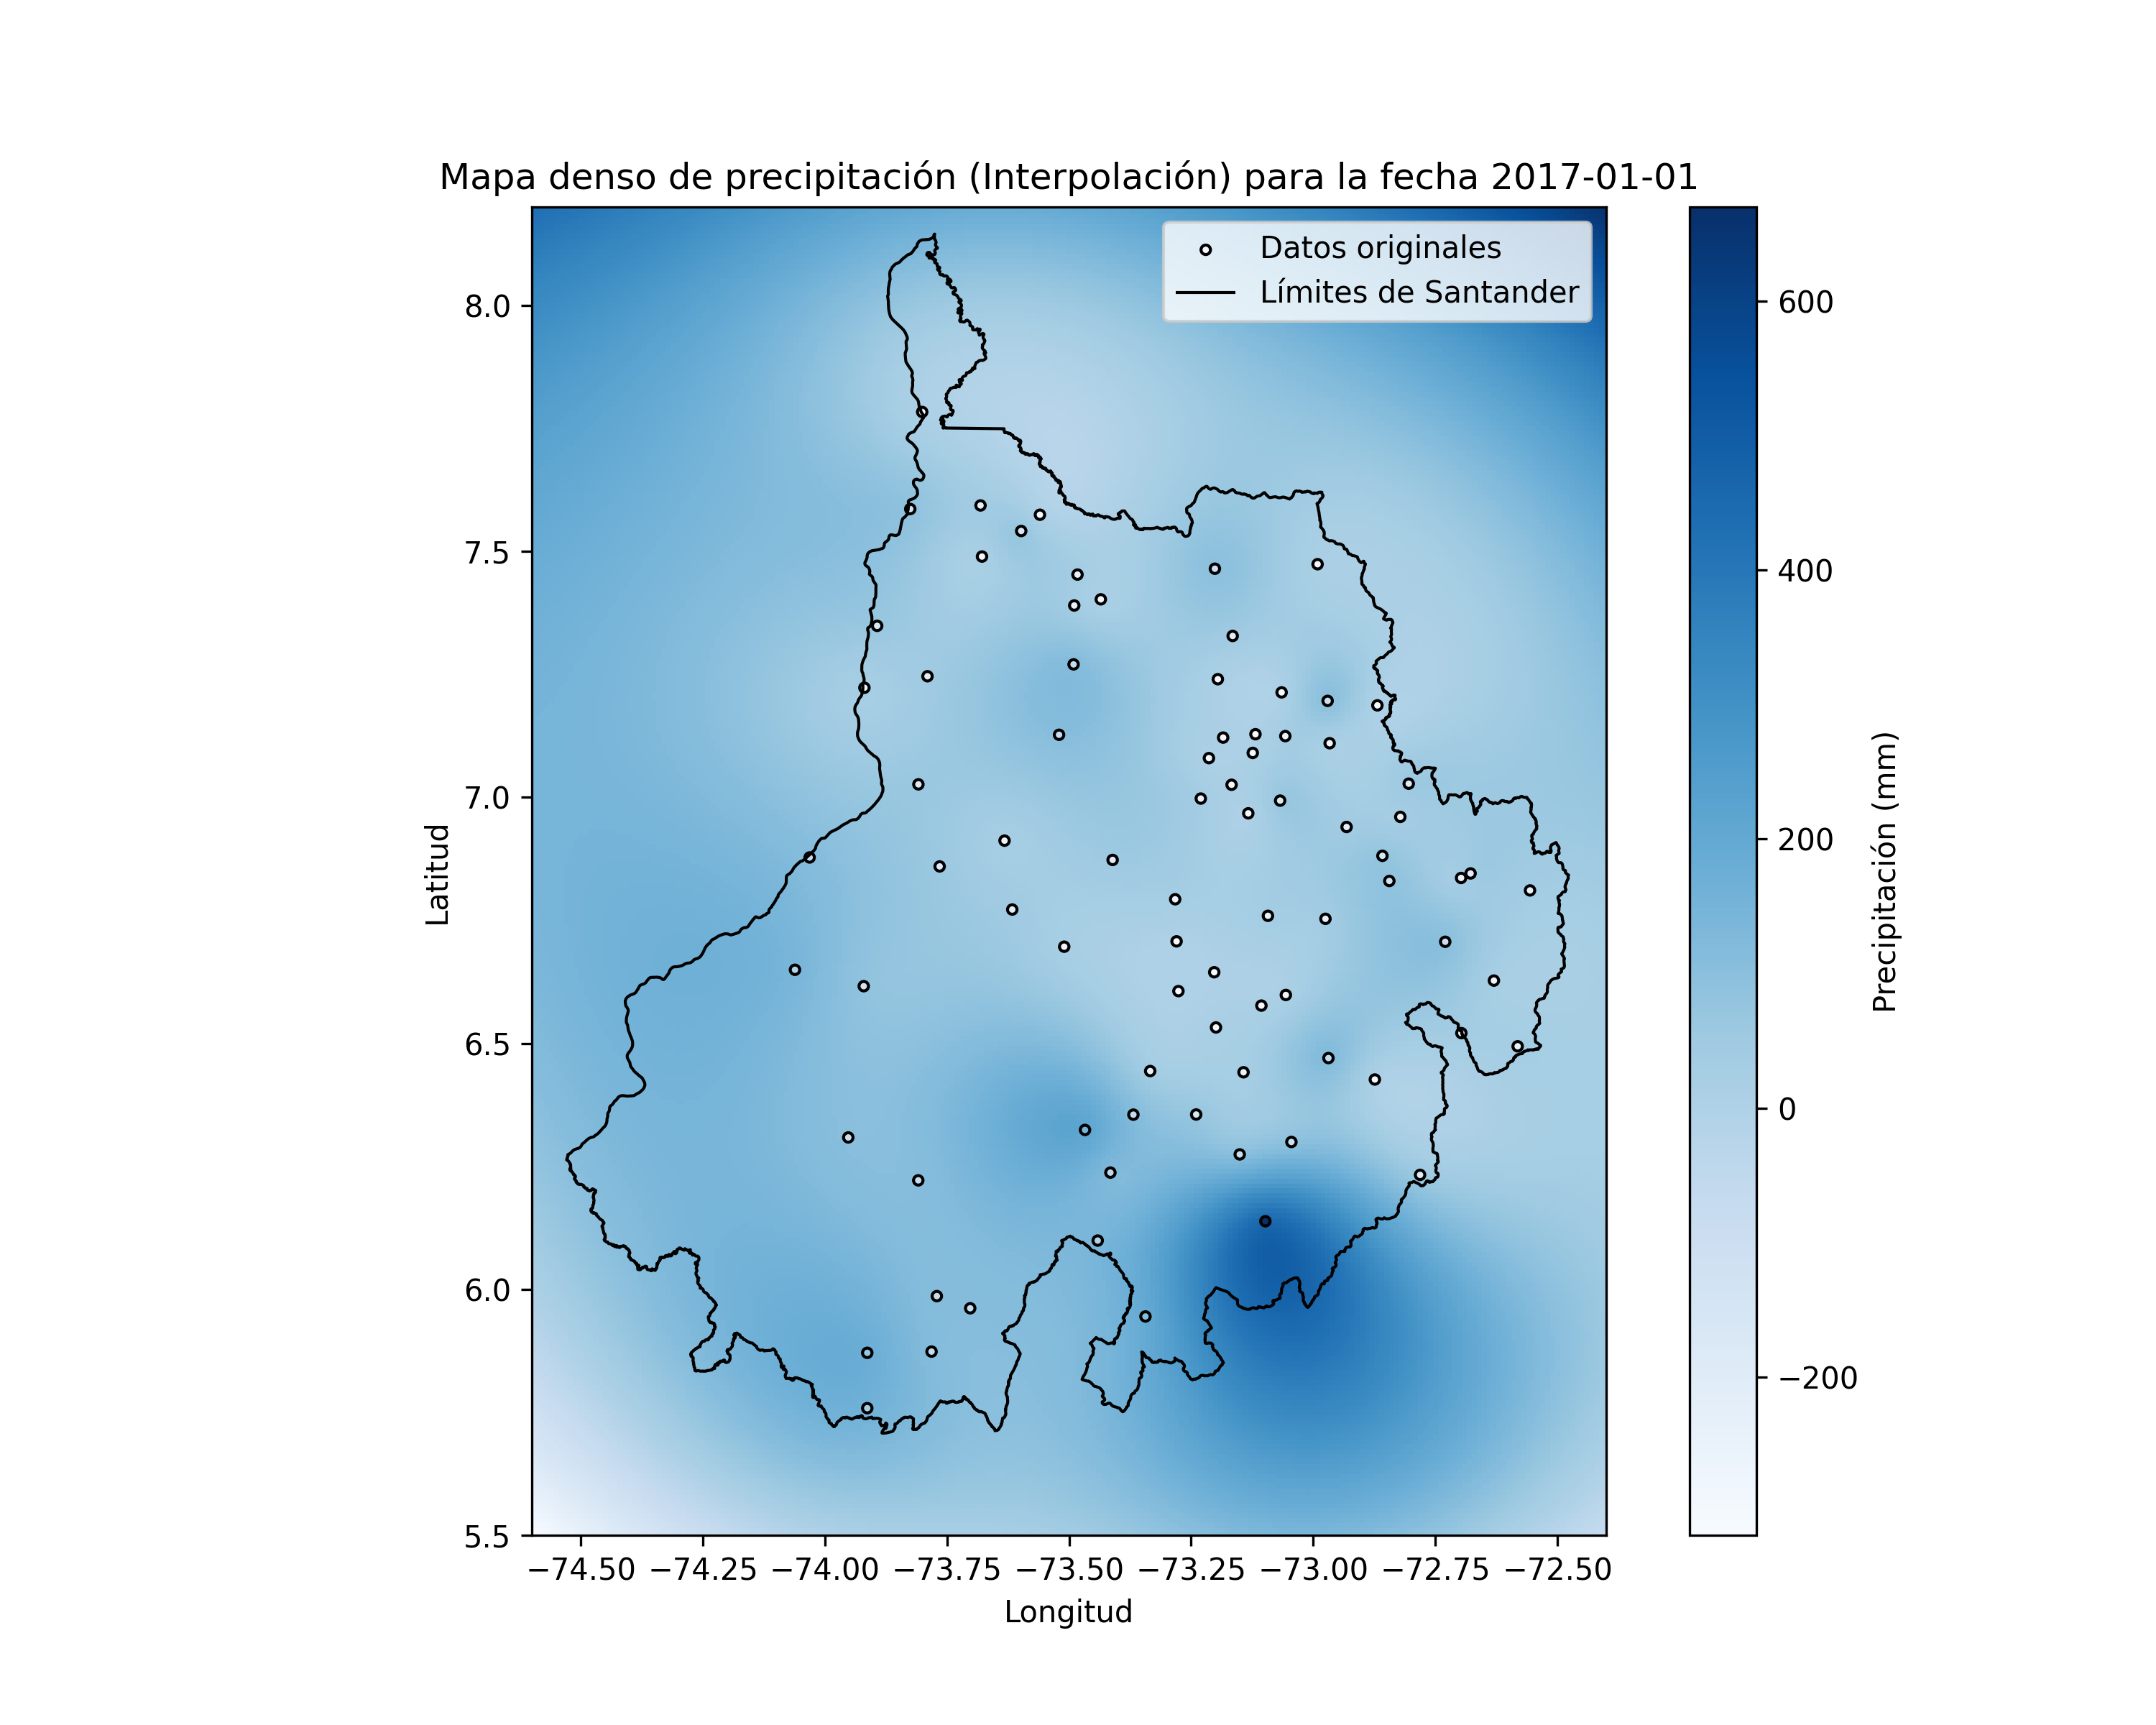 Mapa denso de precipitación (Interpolación) para la fecha 2017-01-01
Datos originales
Límites de Santander
8.0
7.5
7.0
6.5
6.0
5.5
Latitud
−74.50 −74.25 −74.00 −73.75 −73.50 −73.25 −73.00 −72.75 −72.50
Longitud
600
400
200
0
−200
Precipitación (mm)